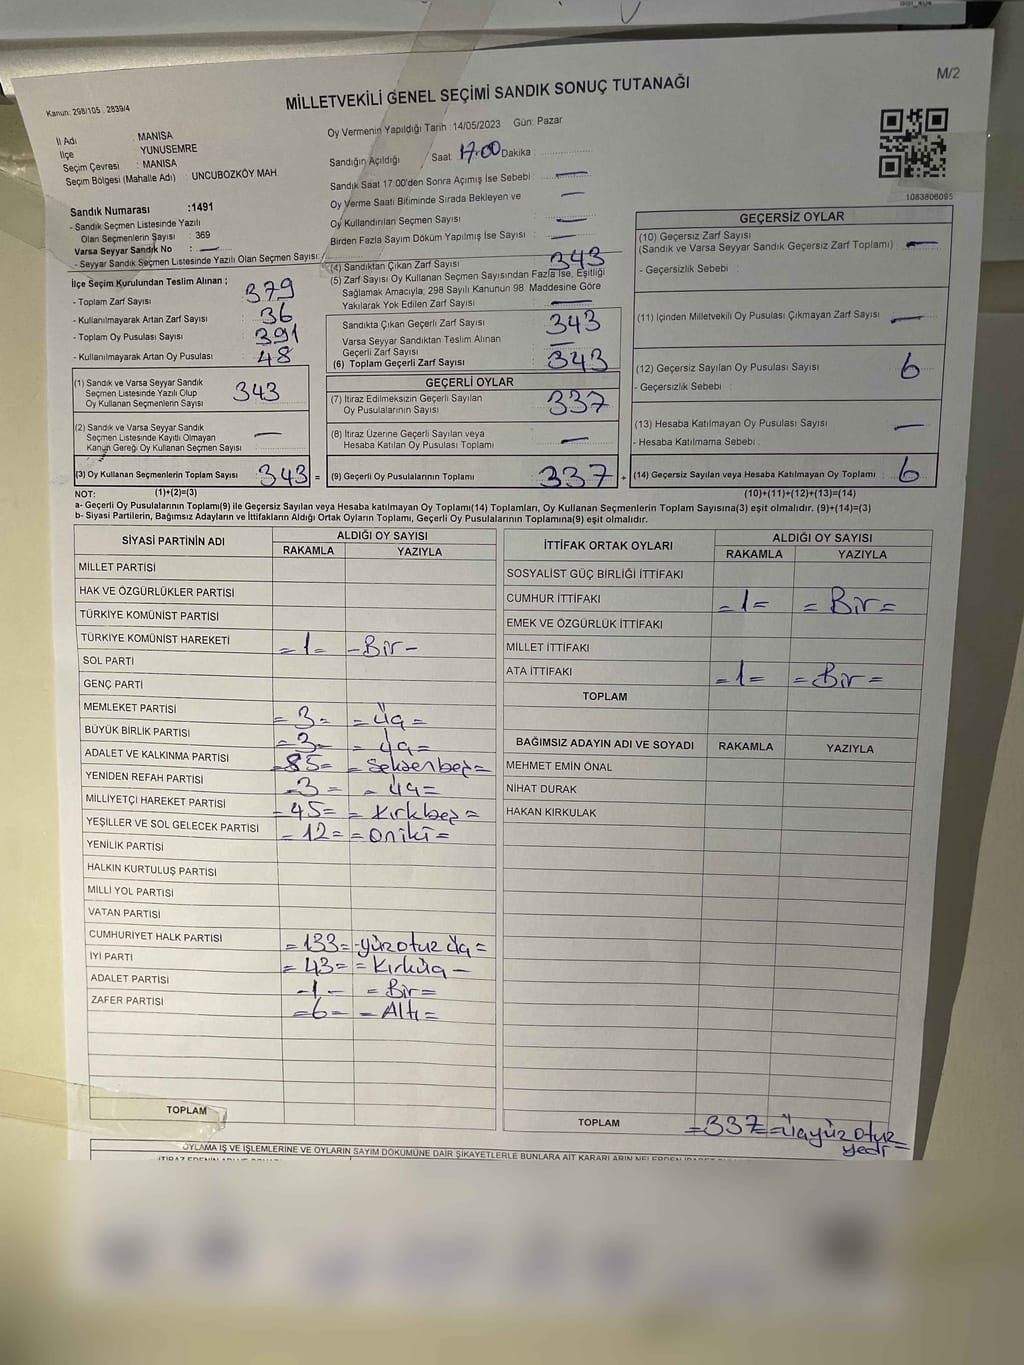 M/2
Kanun: 298/105 , 2839/4
MİLLETVEKİLİ GENEL SEÇİMİ SANDIK SONUÇ TUTANAĞI
İl Adı : MANİSA
İlçe : YUNUSEMRE
Seçim Çevresi : MANİSA
Seçim Bölgesi (Mahalle Adı) : UNCUBOZKÖY MAH
Oy Vermenin Yapıldığı Tarih :14/05/2023 Gün: Pazar
Sandığın Açıldığı Saat 17.00 Dakika :
Sandık Saat 17:00'den Sonra Açımış İse Sebebi : —
Oy Verme Saati Bitiminde Sırada Bekleyen ve —
Oy Kullandırılan Seçmen Sayısı : —
Birden Fazla Sayım Döküm Yapılmış İse Sayısı : —
1083806095
Sandık Numarası :1491
- Sandık Seçmen Listesinde Yazılı
Olan Seçmenlerin Sayısı : 369
Varsa Seyyar Sandık No : —
- Seyyar Sandık Seçmen Listesinde Yazılı Olan Seçmen Sayısı:
İlçe Seçim Kurulundan Teslim Alınan ;
- Toplam Zarf Sayısı : 379
- Kullanılmayarak Artan Zarf Sayısı : 36
- Toplam Oy Pusulası Sayısı : 391
- Kullanılmayarak Artan Oy Pusulası : 48
(1) Sandık ve Varsa Seyyar Sandık
Seçmen Listesinde Yazılı Olup
Oy Kullanan Seçmenlerin Sayısı 343
(2) Sandık ve Varsa Seyyar Sandık
Seçmen Listesinde Kayıtlı Olmayan
Kanun Gereği Oy Kullanan Seçmen Sayısı —
(3) Oy Kullanan Seçmenlerin Toplam Sayısı : 343 =
(4) Sandıktan Çıkan Zarf Sayısı : 343
(5) Zarf Sayısı Oy Kullanan Seçmen Sayısından Fazla İse, Eşitliği
Sağlamak Amacıyla, 298 Sayılı Kanunun 98. Maddesine Göre
Yakılarak Yok Edilen Zarf Sayısı : —
Sandıkta Çıkan Geçerli Zarf Sayısı : 343
Varsa Seyyar Sandıktan Teslim Alınan
Geçerli Zarf Sayısı : —
(6) Toplam Geçerli Zarf Sayısı : 343
GEÇERLİ OYLAR
(7) İtiraz Edilmeksizin Geçerli Sayılan
Oy Pusulalarının Sayısı : 337
(8) İtiraz Üzerine Geçerli Sayılan veya
Hesaba Katılan Oy Pusulası Toplamı : —
(9) Geçerli Oy Pusulalarının Toplamı : 337 +
GEÇERSİZ OYLAR
(10) Geçersiz Zarf Sayısı
(Sandık ve Varsa Seyyar Sandık Geçersiz Zarf Toplamı) : —
- Geçersizlik Sebebi :
(11) İçinden Milletvekili Oy Pusulası Çıkmayan Zarf Sayısı : —
(12) Geçersiz Sayılan Oy Pusulası Sayısı : 6
- Geçersizlik Sebebi :
(13) Hesaba Katılmayan Oy Pusulası Sayısı : —
- Hesaba Katılmama Sebebi :
(14) Geçersiz Sayılan veya Hesaba Katılmayan Oy Toplamı : 6
NOT: (1)+(2)=(3) (10)+(11)+(12)+(13)=(14)
a- Geçerli Oy Pusulalarının Toplamı(9) ile Geçersiz Sayılan veya Hesaba katılmayan Oy Toplamı(14) Toplamları, Oy Kullanan Seçmenlerin Toplam Sayısına(3) eşit olmalıdır. (9)+(14)=(3)
b- Siyasi Partilerin, Bağımsız Adayların ve İttifakların Aldığı Ortak Oyların Toplamı, Geçerli Oy Pusulalarının Toplamına(9) eşit olmalıdır.
SİYASİ PARTİNİN ADI ALDIĞI OY SAYISI
RAKAMLA YAZIYLA
MİLLET PARTİSİ
HAK VE ÖZGÜRLÜKLER PARTİSİ
TÜRKİYE KOMÜNİST PARTİSİ
TÜRKİYE KOMÜNİST HAREKETİ =1= -Bir-
SOL PARTİ
GENÇ PARTİ
MEMLEKET PARTİSİ =3= =Üç=
BÜYÜK BİRLİK PARTİSİ =3= =Üç=
ADALET VE KALKINMA PARTİSİ =85= =Seksenbeş=
YENİDEN REFAH PARTİSİ =3= =Üç=
MİLLİYETÇİ HAREKET PARTİSİ =45= =Kırkbeş=
YEŞİLLER VE SOL GELECEK PARTİSİ =12= =Oniki=
YENİLİK PARTİSİ
HALKIN KURTULUŞ PARTİSİ
MİLLİ YOL PARTİSİ
VATAN PARTİSİ
CUMHURİYET HALK PARTİSİ =133= -yüzotuz üç=
İYİ PARTİ =43= =Kırküç-
ADALET PARTİSİ -1- =Bir=
ZAFER PARTİSİ =6= =Altı=
TOPLAM
İTTİFAK ORTAK OYLARI ALDIĞI OY SAYISI
RAKAMLA YAZIYLA
SOSYALİST GÜÇ BİRLİĞİ İTTİFAKI
CUMHUR İTTİFAKI =1= =Bir=
EMEK VE ÖZGÜRLÜK İTTİFAKI
MİLLET İTTİFAKI
ATA İTTİFAKI =1= =Bir=
TOPLAM
BAĞIMSIZ ADAYIN ADI VE SOYADI RAKAMLA YAZIYLA
MEHMET EMİN ÖNAL
NİHAT DURAK
HAKAN KIRKULAK
TOPLAM =337= =Üçyüzotuz
yedi=
OYLAMA İŞ VE İŞLEMLERİNE VE OYLARIN SAYIM DÖKÜMÜNE DAİR ŞİKAYETLERLE BUNLARA AİT KARARLARIN